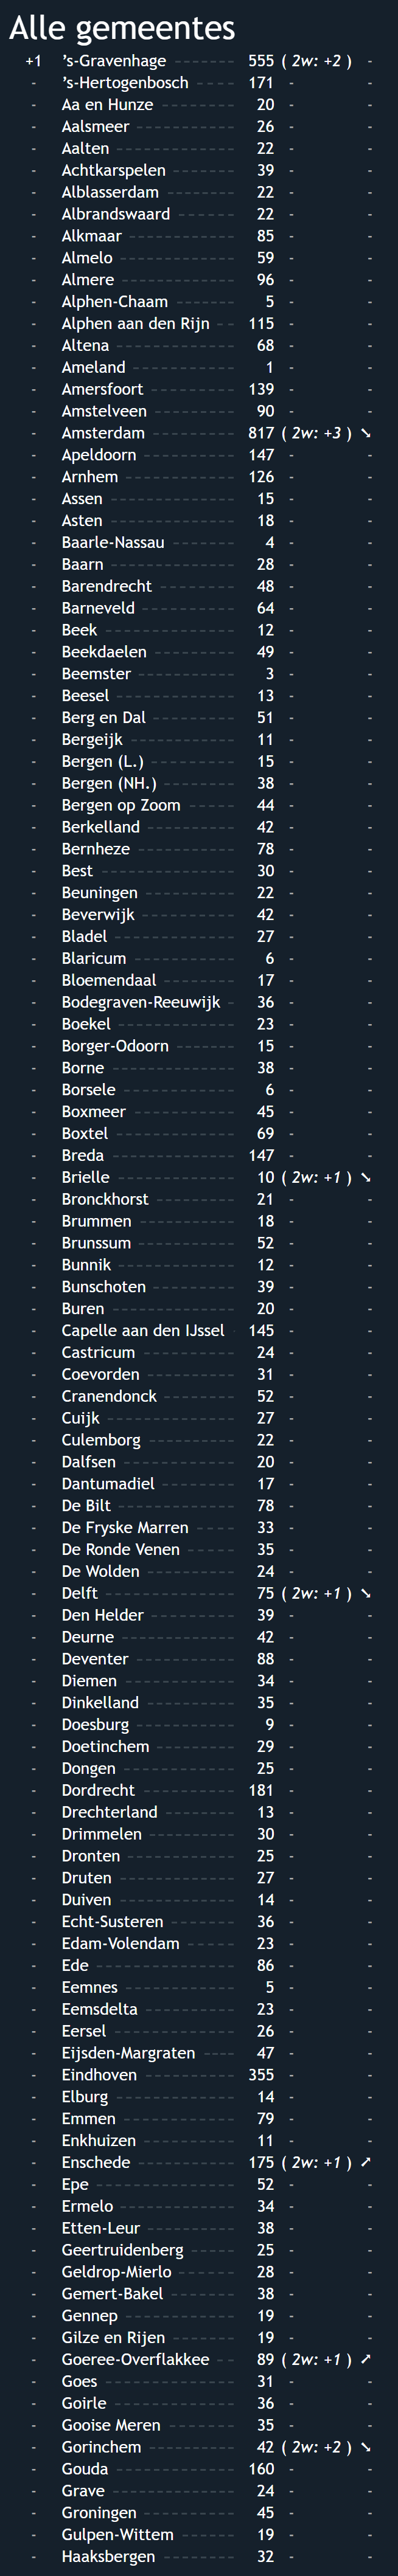 Alle gemeentes
+1 ’s-Gravenhage ------- 555 ( 2w: +2 ) -
- ’s-Hertogenbosch ----- 171 - -
- Aa en Hunze -------- 20 - -
- Aalsmeer ---------- 26 - -
- Aalten ------------ 22 - -
- Achtkarspelen ------- 39 - -
- Alblasserdam ------- 22 - -
- Albrandswaard ------- 22 - -
- Alkmaar ----------- 85 - -
- Almelo ------------ 59 - -
- Almere ------------ 96 - -
- Alphen-Chaam ------ 5 - -
- Alphen aan den Rijn -- 115 - -
- Altena ------------ 68 - -
- Ameland ----------- 1 - -
- Amersfoort --------- 139 - -
- Amstelveen --------- 90 - -
- Amsterdam --------- 817 ( 2w: +3 ) ➘
- Apeldoorn ---------- 147 - -
- Arnhem ----------- 126 - -
- Assen ------------- 15 - -
- Asten ------------- 18 - -
- Baarle-Nassau ------- 4 - -
- Baarn ------------- 28 - -
- Barendrecht -------- 48 - -
- Barneveld ---------- 64 - -
- Beek ------------- 12 - -
- Beekdaelen --------- 49 - -
- Beemster ---------- 3 - -
- Beesel ------------ 13 - -
- Berg en Dal --------- 51 - -
- Bergeijk ----------- 11 - -
- Bergen (L.) --------- 15 - -
- Bergen (NH.) -------- 38 - -
- Bergen op Zoom ----- 44 - -
- Berkelland ---------- 42 - -
- Bernheze ---------- 78 - -
- Best -------------- 30 - -
- Beuningen ---------- 22 - -
- Beverwijk ---------- 42 - -
- Bladel ------------ 27 - -
- Blaricum ----------- 6 - -
- Bloemendaal -------- 17 - -
- Bodegraven-Reeuwijk - 36 - -
- Boekel ------------ 23 - -
- Borger-Odoorn ------- 15 - -
- Borne ------------- 38 - -
- Borsele ------------ 6 - -
- Boxmeer ----------- 45 - -
- Boxtel ------------ 69 - -
- Breda ------------- 147 - -
- Brielle ------------ 10 ( 2w: +1 ) ➘
- Bronckhorst --------- 21 - -
- Brummen ---------- 18 - -
- Brunssum ---------- 52 - -
- Bunnik ------------ 12 - -
- Bunschoten --------- 39 - -
- Buren ------------- 20 - -
- Capelle aan den IJssel - 145 - -
- Castricum ---------- 24 - -
- Coevorden ---------- 31 - -
- Cranendonck -------- 52 - -
- Cuijk ------------- 27 - -
- Culemborg ---------- 22 - -
- Dalfsen ------------ 20 - -
- Dantumadiel -------- 17 - -
- De Bilt ------------ 78 - -
- De Fryske Marren ---- 33 - -
- De Ronde Venen ----- 35 - -
- De Wolden ---------- 24 - -
- Delft ------------- 75 ( 2w: +1 ) ➘
- Den Helder --------- 39 - -
- Deurne ------------ 42 - -
- Deventer ---------- 88 - -
- Diemen ----------- 34 - -
- Dinkelland ---------- 35 - -
- Doesburg ---------- 9 - -
- Doetinchem -------- 29 - -
- Dongen ----------- 25 - -
- Dordrecht ---------- 181 - -
- Drechterland -------- 13 - -
- Drimmelen --------- 30 - -
- Dronten ----------- 25 - -
- Druten ------------ 27 - -
- Duiven ------------ 14 - -
- Echt-Susteren ------- 36 - -
- Edam-Volendam ----- 23 - -
- Ede -------------- 86 - -
- Eemnes ----------- 5 - -
- Eemsdelta ---------- 23 - -
- Eersel ------------ 26 - -
- Eijsden-Margraten ---- 47 - -
- Eindhoven ---------- 355 - -
- Elburg ------------ 14 - -
- Emmen ----------- 79 - -
- Enkhuizen ---------- 11 - -
- Enschede ---------- 175 ( 2w: +1 ) ➚
- Epe -------------- 52 - -
- Ermelo ------------ 34 - -
- Etten-Leur ---------- 38 - -
- Geertruidenberg ----- 25 - -
- Geldrop-Mierlo ------ 28 - -
- Gemert-Bakel ------- 38 - -
- Gennep ----------- 19 - -
- Gilze en Rijen ------- 19 - -
- Goeree-Overflakkee -- 89 ( 2w: +1 ) ➚
- Goes ------------- 31 - -
- Goirle ------------ 36 - -
- Gooise Meren ------- 35 - -
- Gorinchem --------- 42 ( 2w: +2 ) ➘
- Gouda ------------ 160 - -
- Grave ------------ 24 - -
- Groningen ---------- 45 - -
- Gulpen-Wittem ------ 19 - -
- Haaksbergen -------- 32 - -